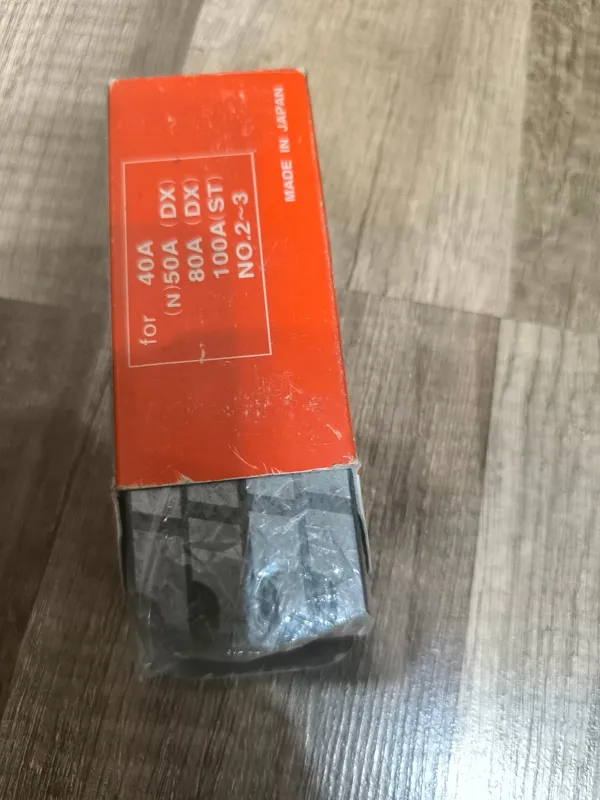 for 40A
(N)50A (DX)
80A (DX)
100A(ST)
NO.2~3
MADE IN JAPAN